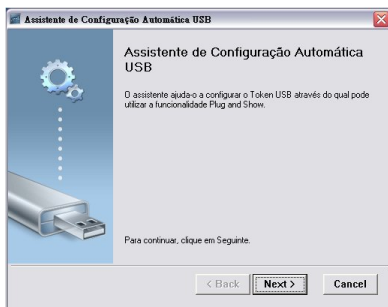 Assistente de Configuração Automática USB
Assistente de Configuração Automática
USB
O assistente ajuda-o a configurar o Token USB através do qual pode
utilizar a funcionalidade Plug and Show.
Para continuar, clique em Seguinte.
< Back
Next >
Cancel